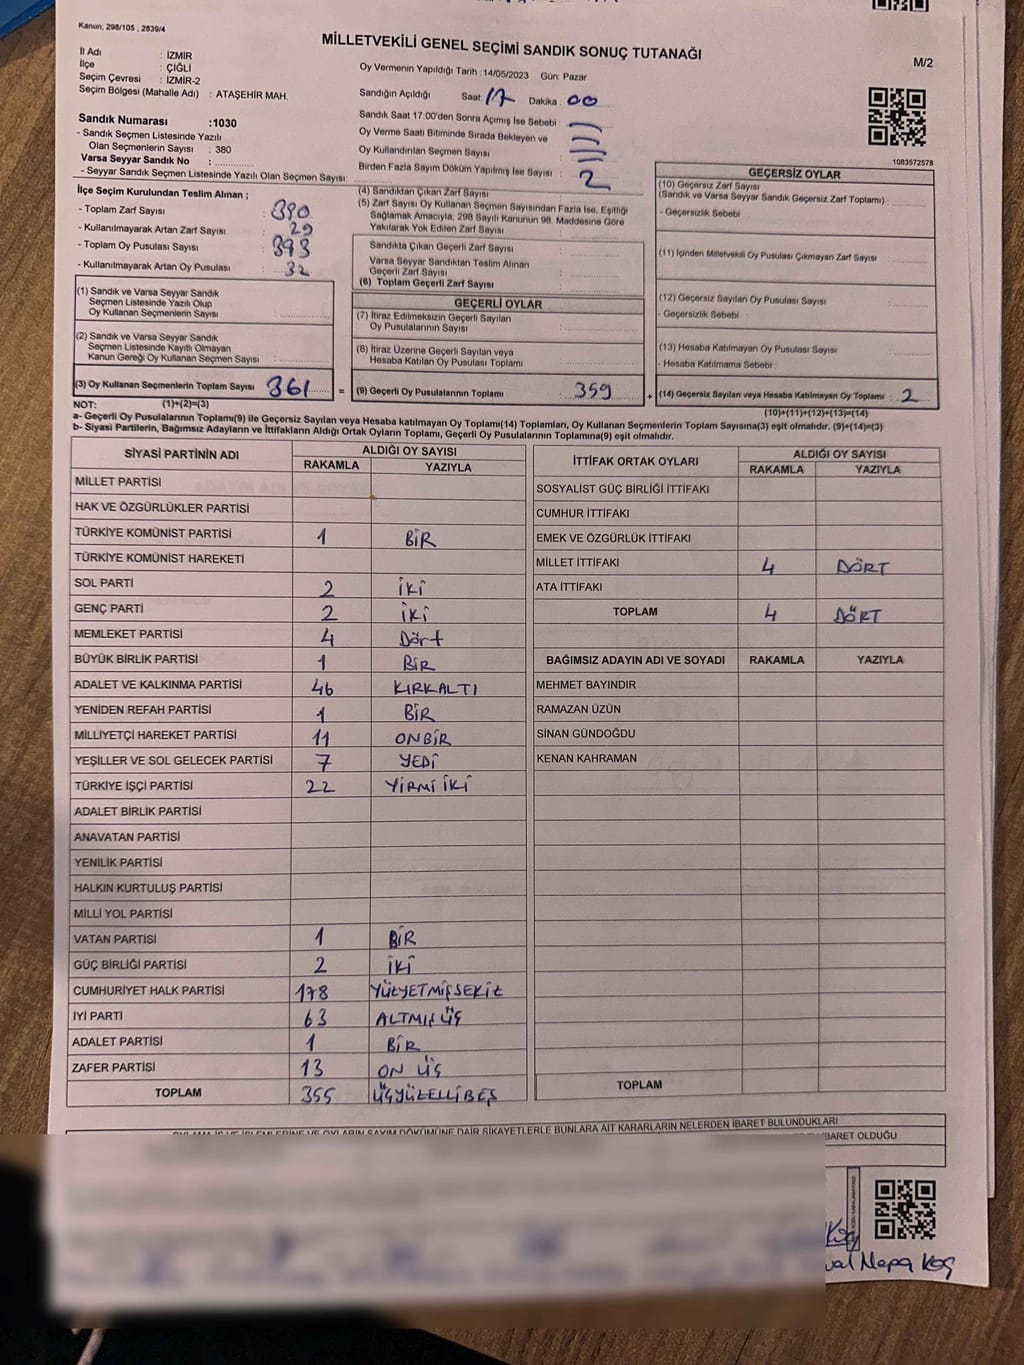 Kanun; 298/105 , 2839/4
MİLLETVEKİLİ GENEL SEÇİMİ SANDIK SONUÇ TUTANAĞI
M/2
İl Adı : İZMİR
İlçe : ÇİĞLİ
Seçim Çevresi : İZMİR-2
Seçim Bölgesi (Mahalle Adı) : ATAŞEHİR MAH.
Sandık Numarası :1030
- Sandık Seçmen Listesinde Yazılı
Olan Seçmenlerin Sayısı : 380
Varsa Seyyar Sandık No :
- Seyyar Sandık Seçmen Listesinde Yazılı Olan Seçmen Sayısı:
Oy Vermenin Yapıldığı Tarih :14/05/2023 Gün: Pazar
Sandığın Açıldığı Saat: 17 Dakika : 00
Sandık Saat 17.00'den Sonra Açımış İse Sebebi :
Oy Verme Saati Bitiminde Sırada Bekleyen ve
Oy Kullandırılan Seçmen Sayısı :
Birden Fazla Sayım Döküm Yapılmış İse Sayısı : 2
1083572578
İlçe Seçim Kurulundan Teslim Alınan ;
- Toplam Zarf Sayısı : 390
- Kullanılmayarak Artan Zarf Sayısı : 29
- Toplam Oy Pusulası Sayısı : 393
- Kullanılmayarak Artan Oy Pusulası : 32
(1) Sandık ve Varsa Seyyar Sandık
Seçmen Listesinde Yazılı Olup
Oy Kullanan Seçmenlerin Sayısı :
(2) Sandık ve Varsa Seyyar Sandık
Seçmen Listesinde Kayıtlı Olmayan
Kanun Gereği Oy Kullanan Seçmen Sayısı :
(3) Oy Kullanan Seçmenlerin Toplam Sayısı : 361 =
(4) Sandıktan Çıkan Zarf Sayısı :
(5) Zarf Sayısı Oy Kullanan Seçmen Sayısından Fazla İse, Eşitliği
Sağlamak Amacıyla; 298 Sayılı Kanunun 98. Maddesine Göre
Yakılarak Yok Edilen Zarf Sayısı :
Sandıkta Çıkan Geçerli Zarf Sayısı :
Varsa Seyyar Sandıktan Teslim Alınan
Geçerli Zarf Sayısı :
(6) Toplam Geçerli Zarf Sayısı :
GEÇERLİ OYLAR
(7) İtiraz Edilmeksizin Geçerli Sayılan
Oy Pusulalarının Sayısı :
(8) İtiraz Üzerine Geçerli Sayılan veya
Hesaba Katılan Oy Pusulası Toplamı :
(9) Geçerli Oy Pusulalarının Toplamı : 359 +
GEÇERSİZ OYLAR
(10) Geçersiz Zarf Sayısı
(Sandık ve Varsa Seyyar Sandık Geçersiz Zarf Toplamı) :
- Geçersizlik Sebebi :
(11) İçinden Milletvekili Oy Pusulası Çıkmayan Zarf Sayısı :
(12) Geçersiz Sayılan Oy Pusulası Sayısı :
- Geçersizlik Sebebi :
(13) Hesaba Katılmayan Oy Pusulası Sayısı :
- Hesaba Katılmama Sebebi :
(14) Geçersiz Sayılan veya Hesaba Katılmayan Oy Toplamı : 2
NOT: (1)+(2)=(3)
(10)+(11)+(12)+(13)=(14)
a- Geçerli Oy Pusulalarının Toplamı(9) ile Geçersiz Sayılan veya Hesaba katılmayan Oy Toplamı(14) Toplamları, Oy Kullanan Seçmenlerin Toplam Sayısına(3) eşit olmalıdır. (9)+(14)=(3)
b- Siyasi Partilerin, Bağımsız Adayların ve İttifakların Aldığı Ortak Oyların Toplamı, Geçerli Oy Pusulalarının Toplamına(9) eşit olmalıdır.
SİYASİ PARTİNİN ADI ALDIĞI OY SAYISI
RAKAMLA YAZIYLA
MİLLET PARTİSİ
HAK VE ÖZGÜRLÜKLER PARTİSİ
TÜRKİYE KOMÜNİST PARTİSİ 1 BİR
TÜRKİYE KOMÜNİST HAREKETİ
SOL PARTİ 2 İKİ
GENÇ PARTİ 2 İKİ
MEMLEKET PARTİSİ 4 Dört
BÜYÜK BİRLİK PARTİSİ 1 BİR
ADALET VE KALKINMA PARTİSİ 46 KIRKALTI
YENİDEN REFAH PARTİSİ 1 BİR
MİLLİYETÇİ HAREKET PARTİSİ 11 ONBİR
YEŞİLLER VE SOL GELECEK PARTİSİ 7 YEDİ
TÜRKİYE İŞÇİ PARTİSİ 22 YİRMİ İKİ
ADALET BİRLİK PARTİSİ
ANAVATAN PARTİSİ
YENİLİK PARTİSİ
HALKIN KURTULUŞ PARTİSİ
MİLLİ YOL PARTİSİ
VATAN PARTİSİ 1 BİR
GÜÇ BİRLİĞİ PARTİSİ 2 İKİ
CUMHURİYET HALK PARTİSİ 178 YÜZYETMİŞSEKİZ
İYİ PARTİ 63 ALTMIŞ ÜÇ
ADALET PARTİSİ 1 BİR
ZAFER PARTİSİ 13 ON ÜÇ
TOPLAM 355 ÜÇYÜZELLİBEŞ
İTTİFAK ORTAK OYLARI ALDIĞI OY SAYISI
RAKAMLA YAZIYLA
SOSYALİST GÜÇ BİRLİĞİ İTTİFAKI
CUMHUR İTTİFAKI
EMEK VE ÖZGÜRLÜK İTTİFAKI
MİLLET İTTİFAKI 4 DÖRT
ATA İTTİFAKI
TOPLAM 4 DÖRT
BAĞIMSIZ ADAYIN ADI VE SOYADI RAKAMLA YAZIYLA
MEHMET BAYINDIR
RAMAZAN ÜZÜN
SİNAN GÜNDOĞDU
KENAN KAHRAMAN
TOPLAM
OYLAMA İŞ VE İŞLEMLERİNE VE OYLARIN SAYIM DÖKÜMÜNE DAİR ŞİKAYETLERLE BUNLARA AİT KARARLARIN NELERDEN İBARET BULUNDUKLARI
İBARET OLDUĞU
Koç